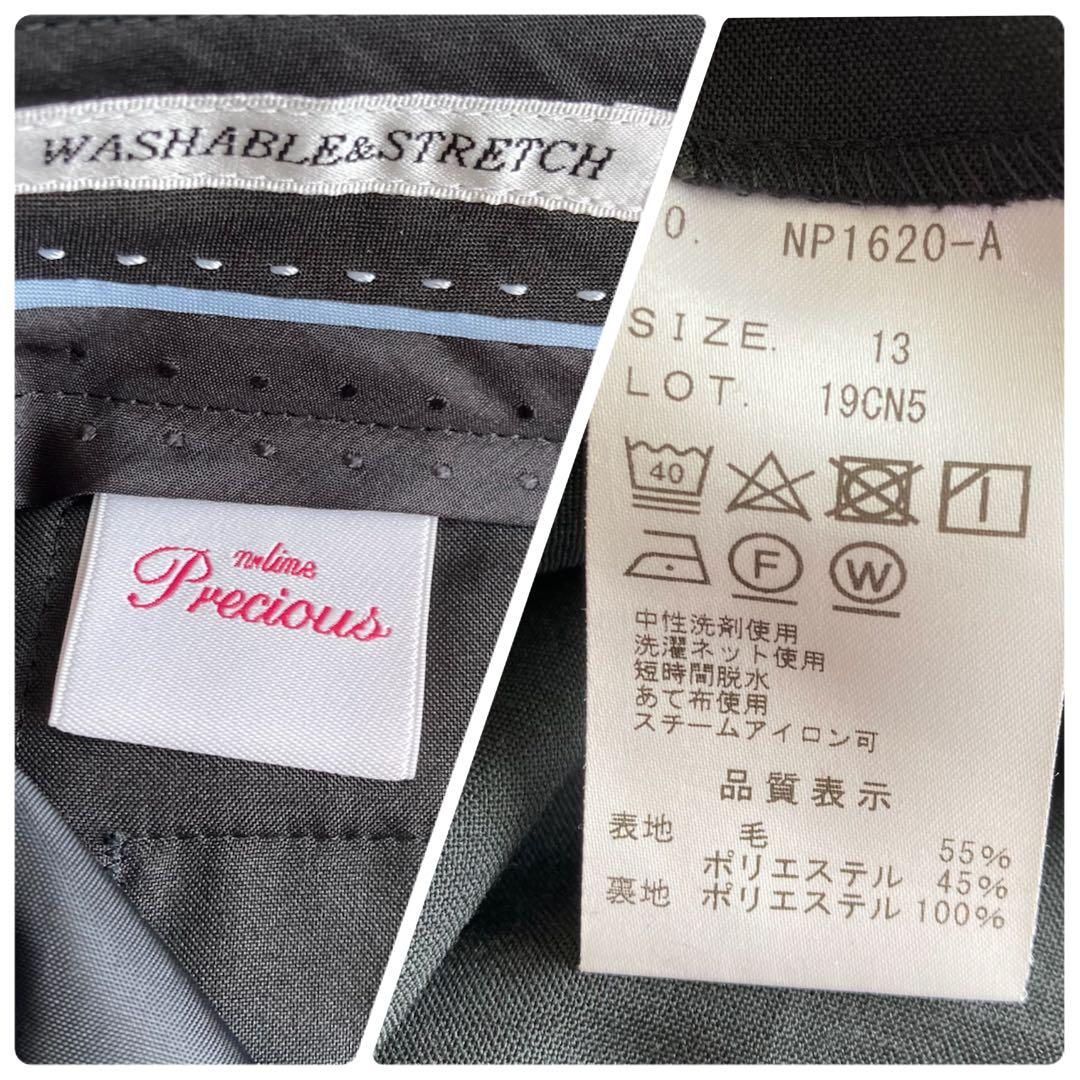 WASHABLE&STRETCH
n•line
Precious
O. NP1620-A
SIZE. 13
LOT. 19CN5
40
F W
中性洗剤使用
洗濯ネット使用
短時間脱水
あて布使用
スチームアイロン可
品質表示
表地 毛 55%
ポリエステル 45%
裏地 ポリエステル 100%